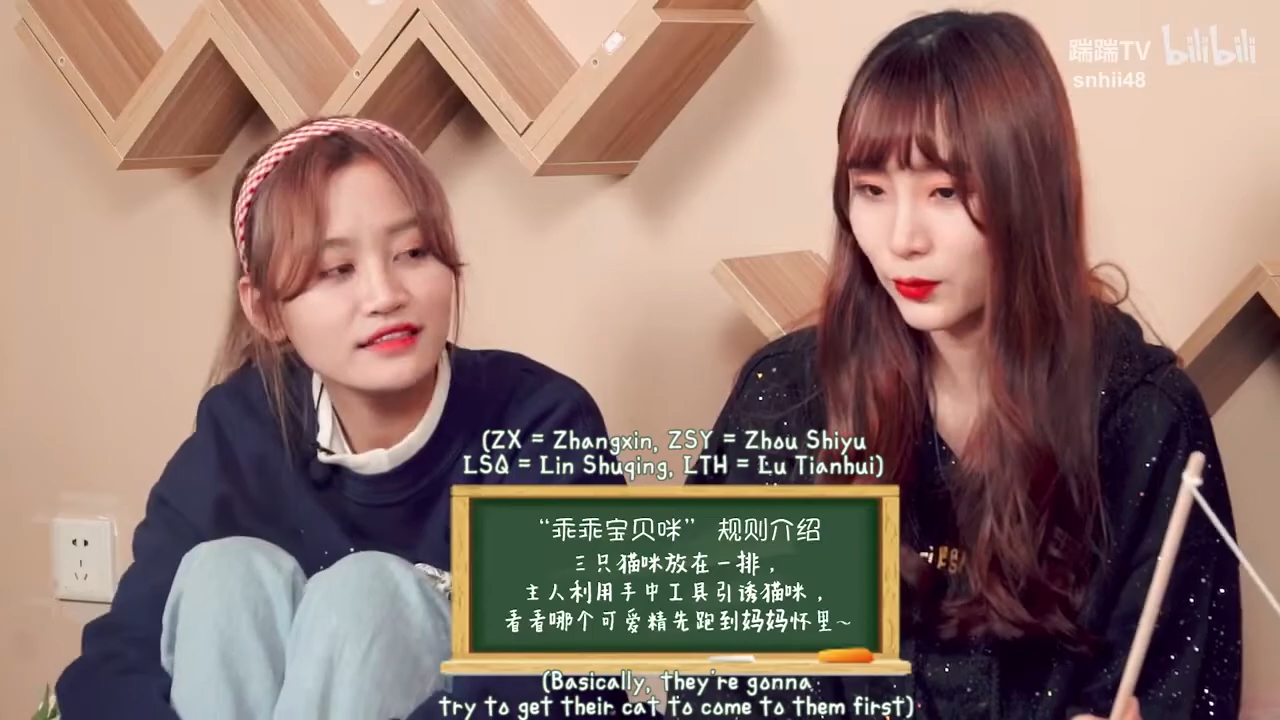 踹踹TV bilibili
snhii48
(ZX = Zhangxin, ZSY = Zhou Shiyu
LSQ = Lin Shuqing, LTH = Lu Tianhui)
“乖乖宝贝咪” 规则介绍
三只猫咪放在一排，
主人利用手中工具引诱猫咪，
看看哪个可爱精先跑到妈妈怀里~
(Basically, they're gonna
try to get their cat to come to them first)